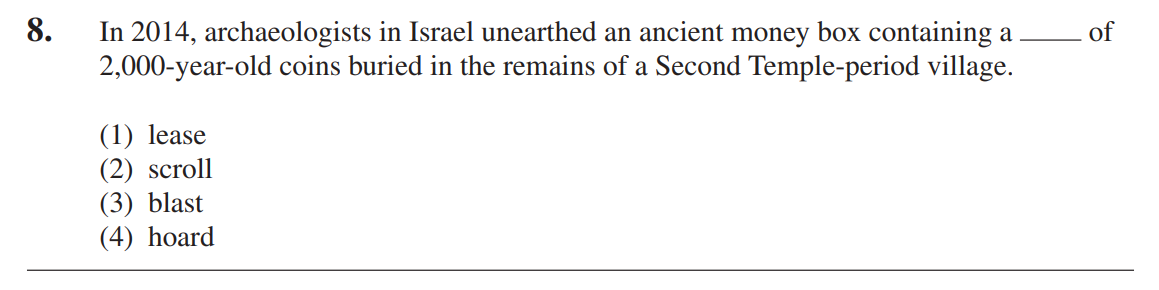 8. In 2014, archaeologists in Israel unearthed an ancient money box containing a _____ of
2,000-year-old coins buried in the remains of a Second Temple-period village.
(1) lease
(2) scroll
(3) blast
(4) hoard